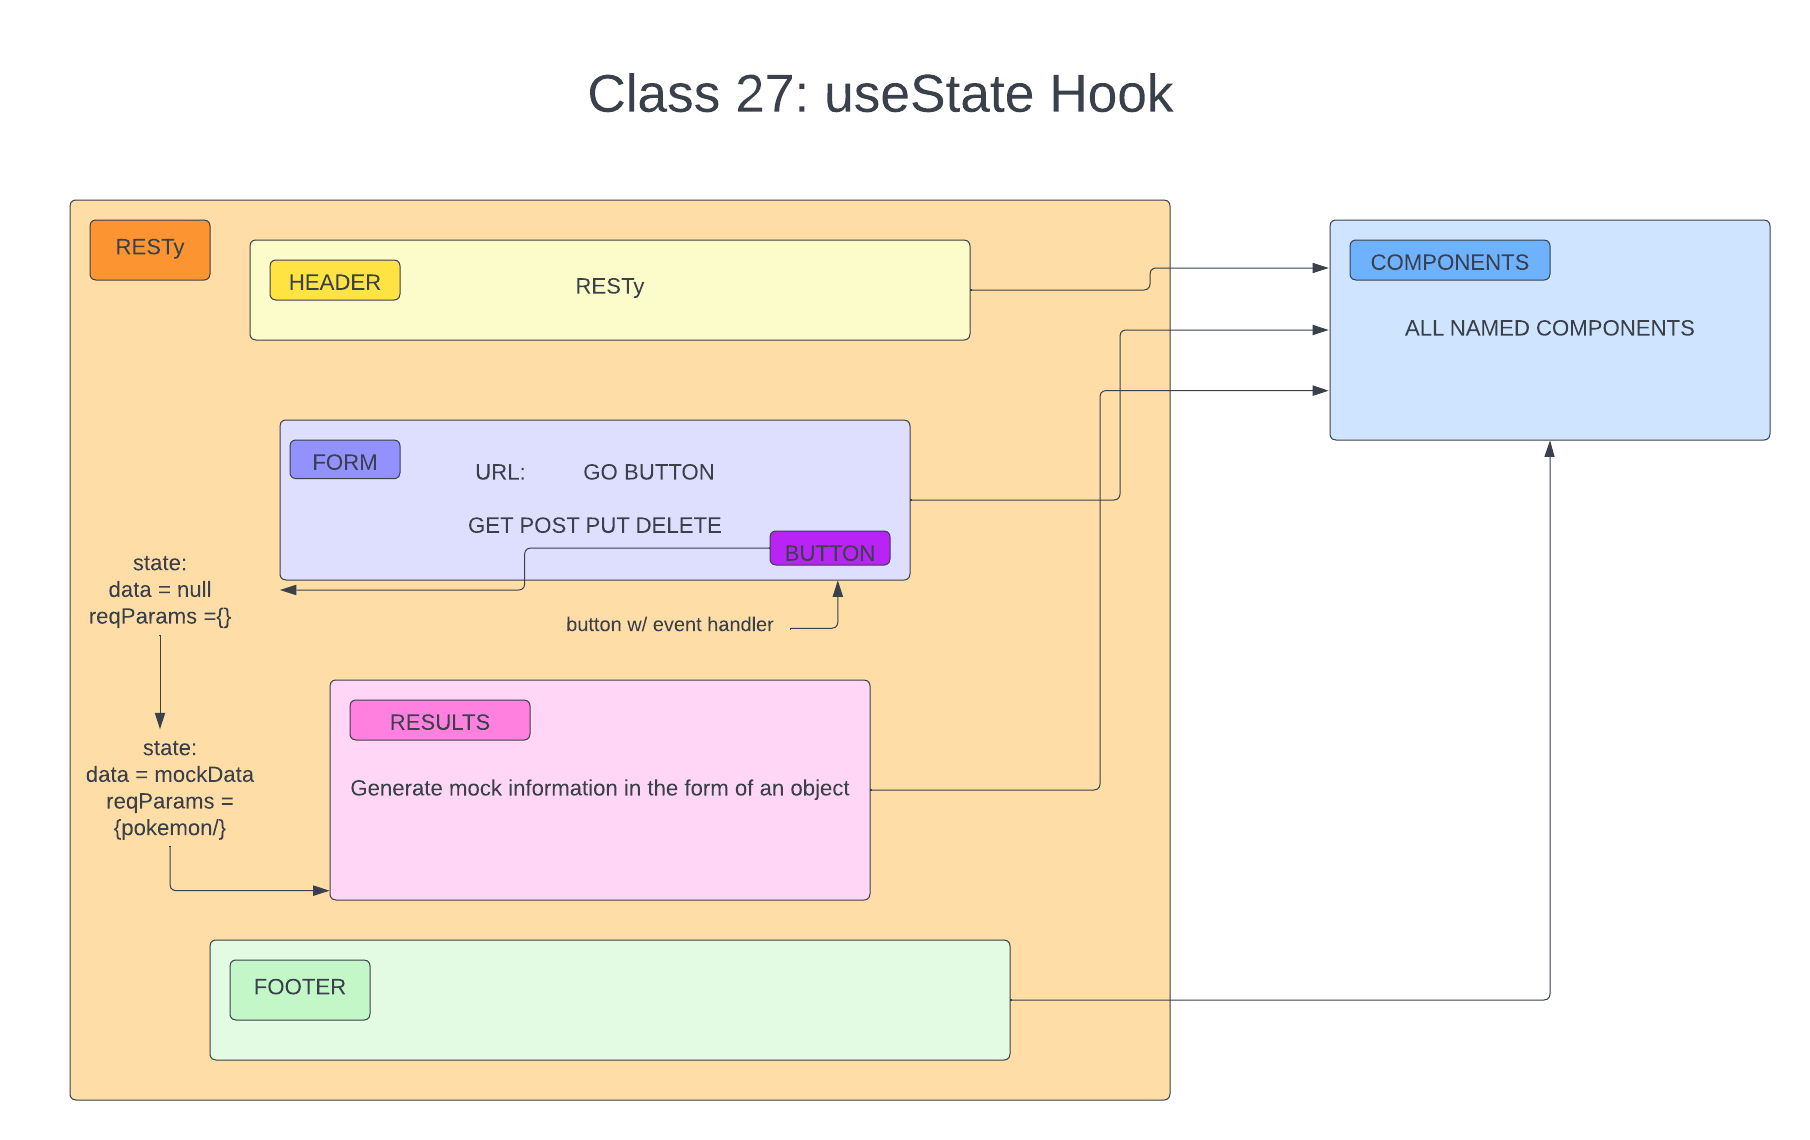 Class 27: useState Hook
RESTy
HEADER
RESTy
COMPONENTS
ALL NAMED COMPONENTS
FORM
URL: GO BUTTON
GET POST PUT DELETE
BUTTON
state:
data = null
reqParams ={}
button w/ event handler
RESULTS
Generate mock information in the form of an object
state:
data = mockData
reqParams =
{pokemon/}
FOOTER